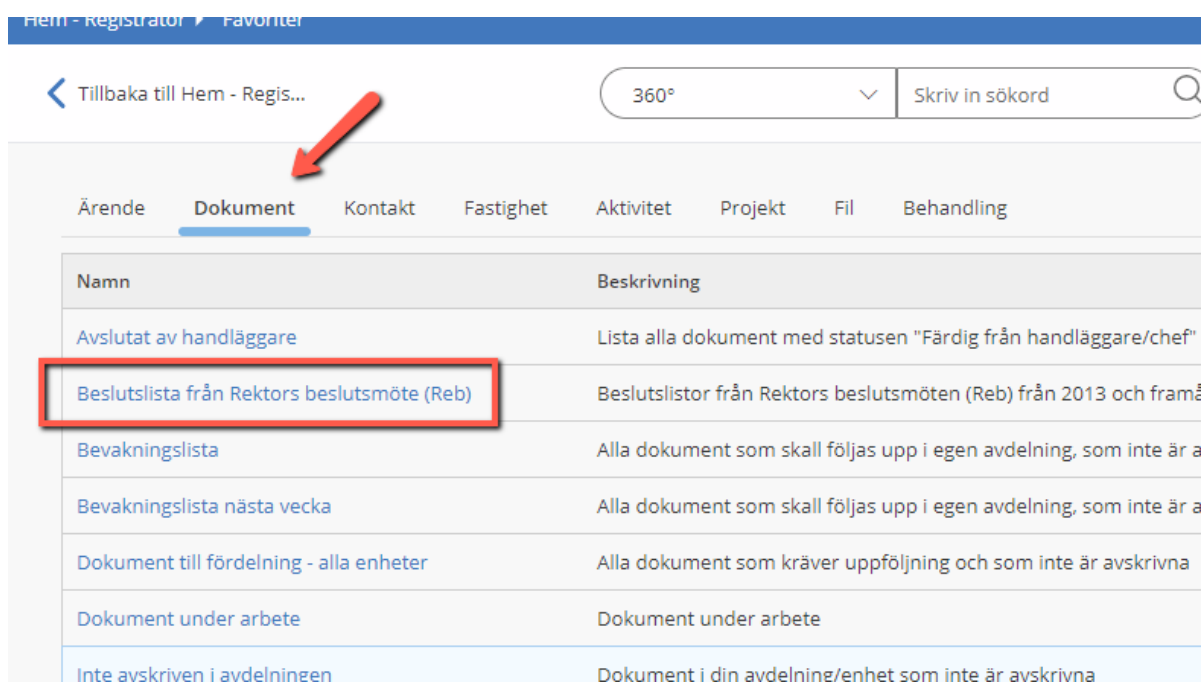 Hem - Registrator Favoriter
Tillbaka till Hem - Regis...
360° Skriv in sökord
Ärende Dokument Kontakt Fastighet Aktivitet Projekt Fil Behandling
Namn Beskrivning
Avslutat av handläggare Lista alla dokument med statusen "Färdig från handläggare/chef"
Beslutslista från Rektors beslutsmöte (Reb) Beslutslistor från Rektors beslutsmöten (Reb) från 2013 och
Bevakningslista Alla dokument som skall följas upp i egen avdelning, som inte är
Bevakningslista nästa vecka Alla dokument som skall följas upp i egen avdelning, som inte är
Dokument till fördelning - alla enheter Alla dokument som kräver uppföljning och som inte är avskrivna
Dokument under arbete Dokument under arbete
Inte avskriven i avdelningen Dokument i din avdelning/enhet som inte är avskrivna